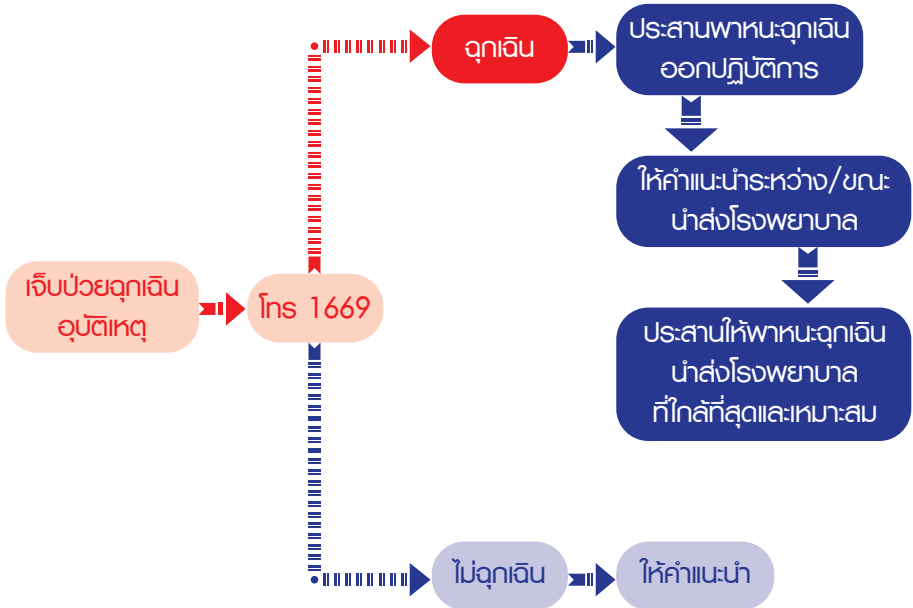 เจ็บป่วยฉุกเฉิน
อุบัติเหตุ
โทร 1669
ฉุกเฉิน
ประสานพาหนะฉุกเฉิน
ออกปฏิบัติการ
ให้คำแนะนำระหว่าง/ขณะ
นำส่งโรงพยาบาล
ประสานให้พาหนะฉุกเฉิน
นำส่งโรงพยาบาล
ที่ใกล้ที่สุดและเหมาะสม
ไม่ฉุกเฉิน
ให้คำแนะนำ